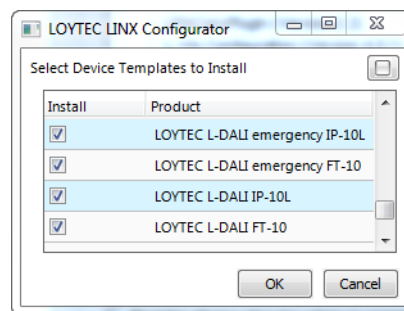 LOYTEC LINX Configurator
Select Device Templates to Install
Install Product
LOYTEC L-DALI emergency IP-10L
LOYTEC L-DALI emergency FT-10
LOYTEC L-DALI IP-10L
LOYTEC L-DALI FT-10
OK Cancel